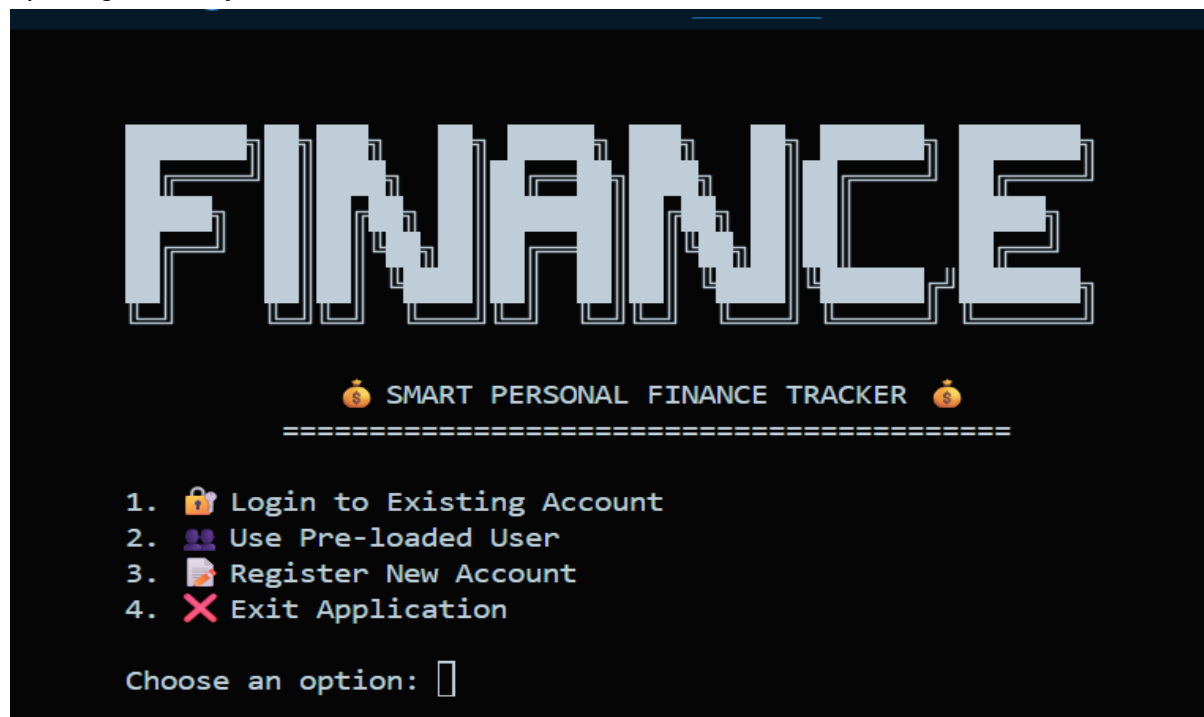 FINANCE
💰 SMART PERSONAL FINANCE TRACKER 💰
==========================================
1. 🔐 Login to Existing Account
2. 👥 Use Pre-loaded User
3. 📝 Register New Account
4. ❌ Exit Application
Choose an option: